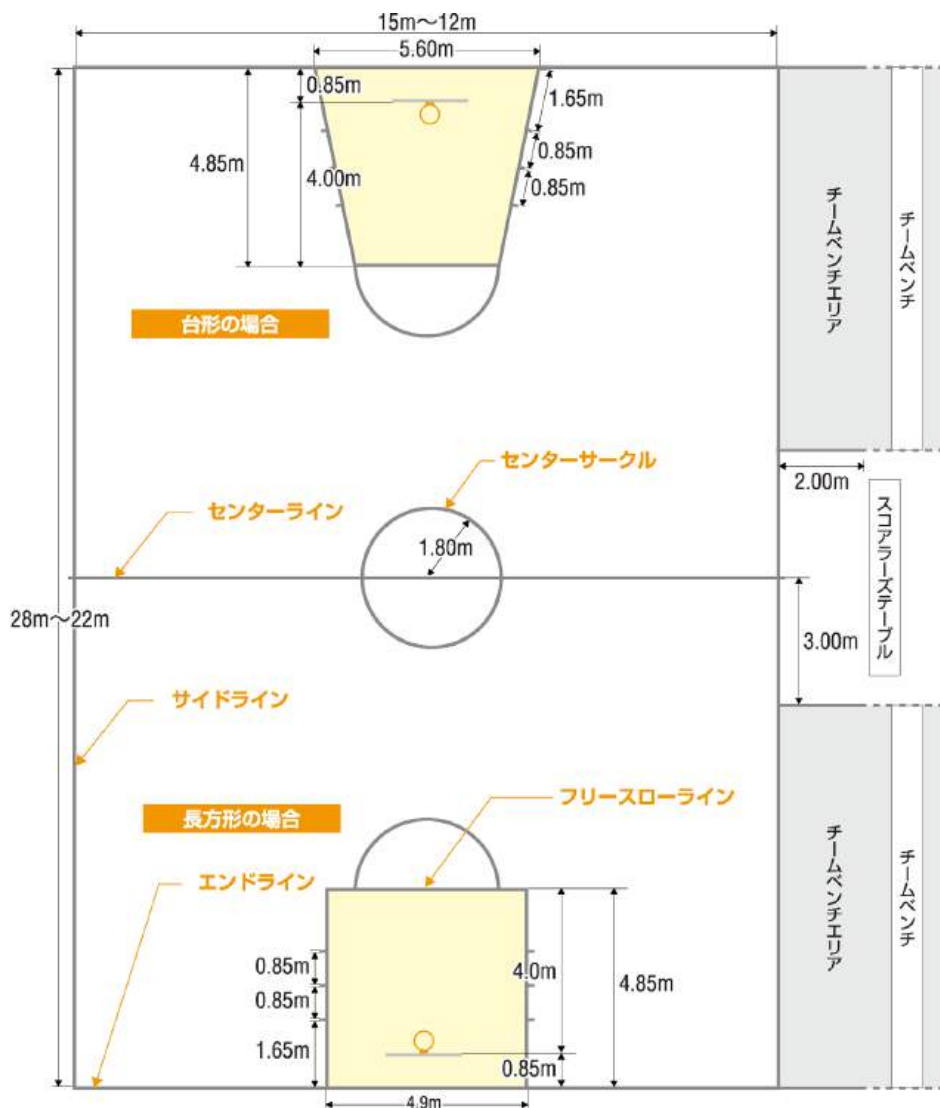 15m～12m
5.60m
0.85m
1.65m
0.85m
4.85m
4.00m
0.85m
チームベンチエリア
チームベンチ
台形の場合
センターサークル
2.00m
センターライン
1.80m
スコアラーズテーブル
28m～22m
3.00m
サイドライン
フリースローライン
長方形の場合
エンドライン
チームベンチエリア
チームベンチ
0.85m
4.0m
4.85m
0.85m
1.65m
0.85m
4.9m